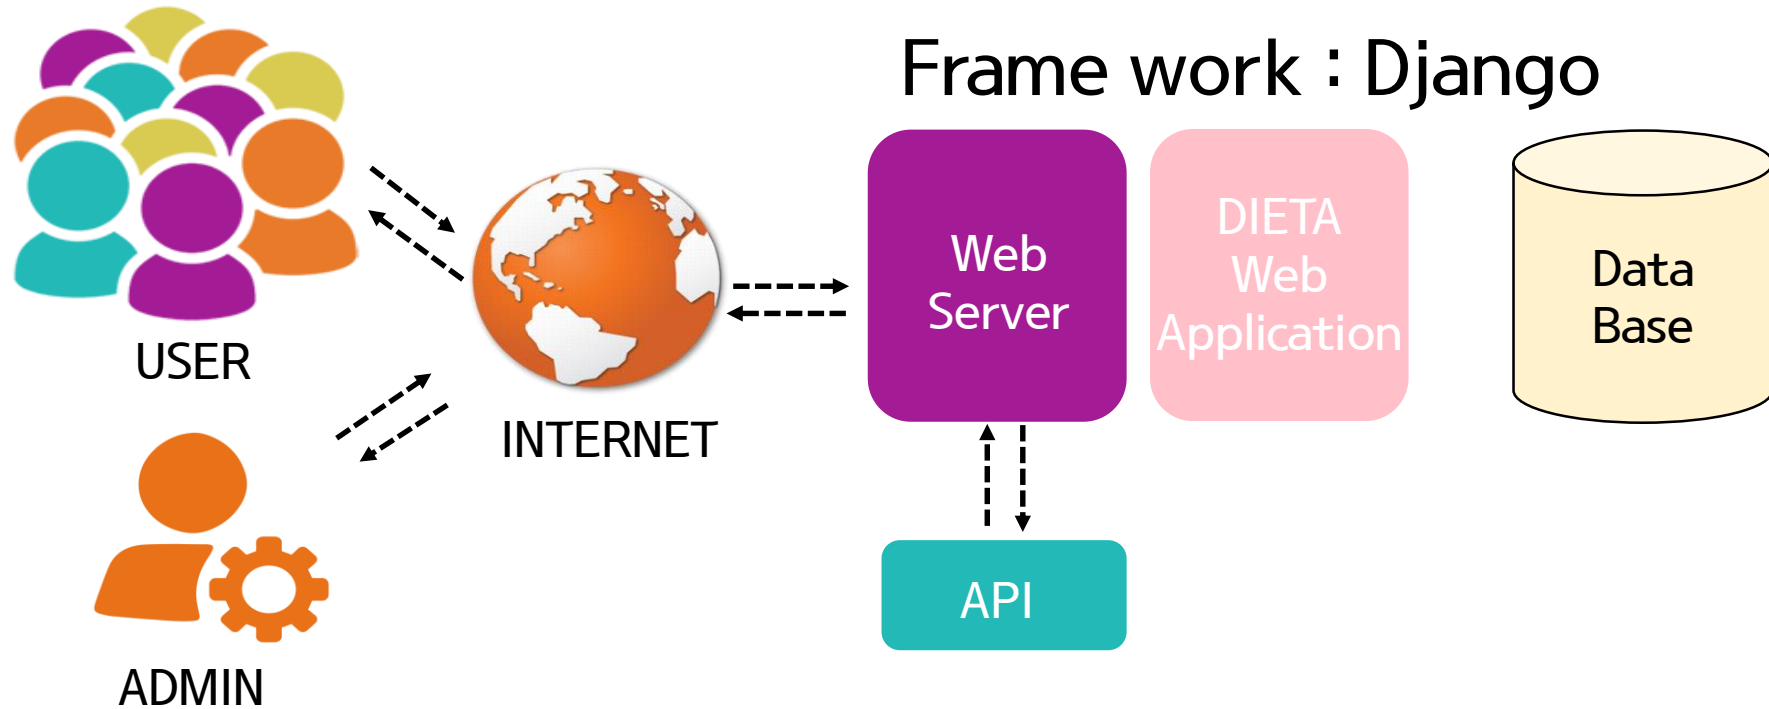 Frame work : Django
USER
INTERNET
ADMIN
Web
Server
DIETA
Web
Application
Data
Base
API